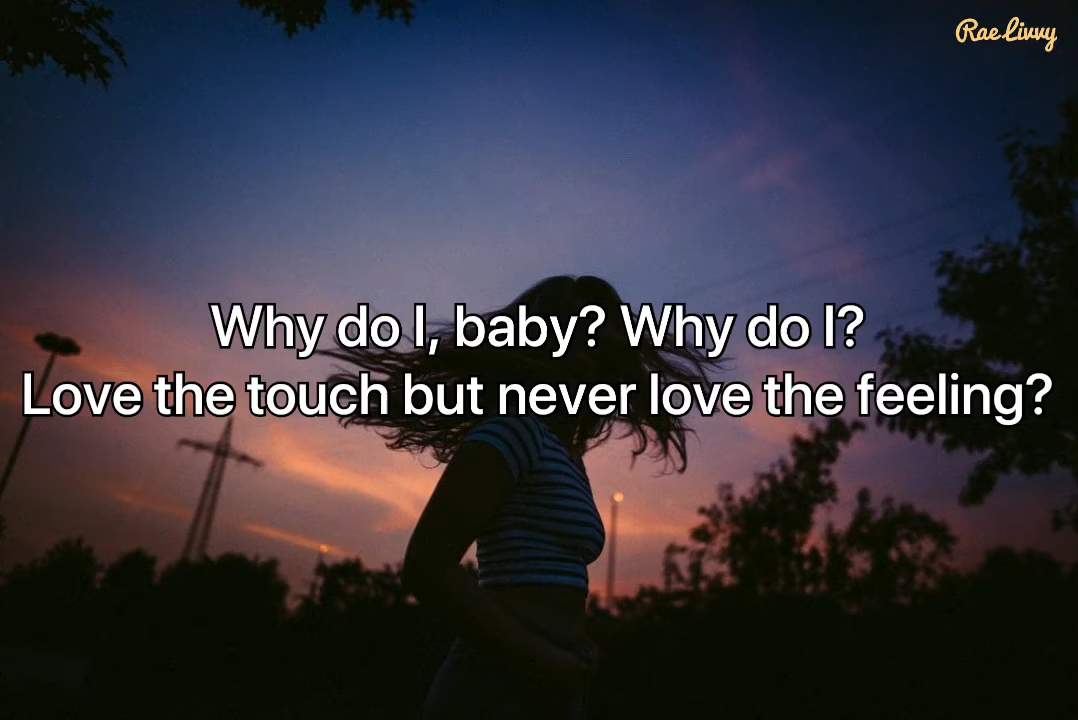 Rae Livvy
Why do I, baby? Why do I?
Love the touch but never love the feeling?